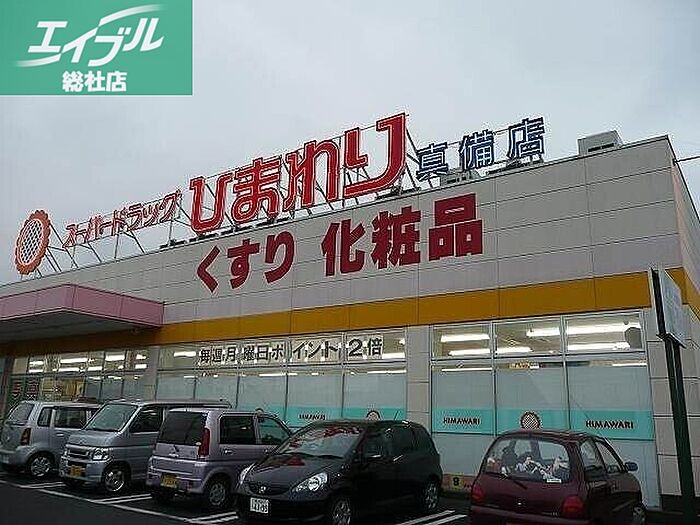 エイブル
総社店
スーパードラッグ ひまわり 真備店
くすり 化粧品
毎週・月曜日ポイント2倍
HIMAWARI
HIMAWARI